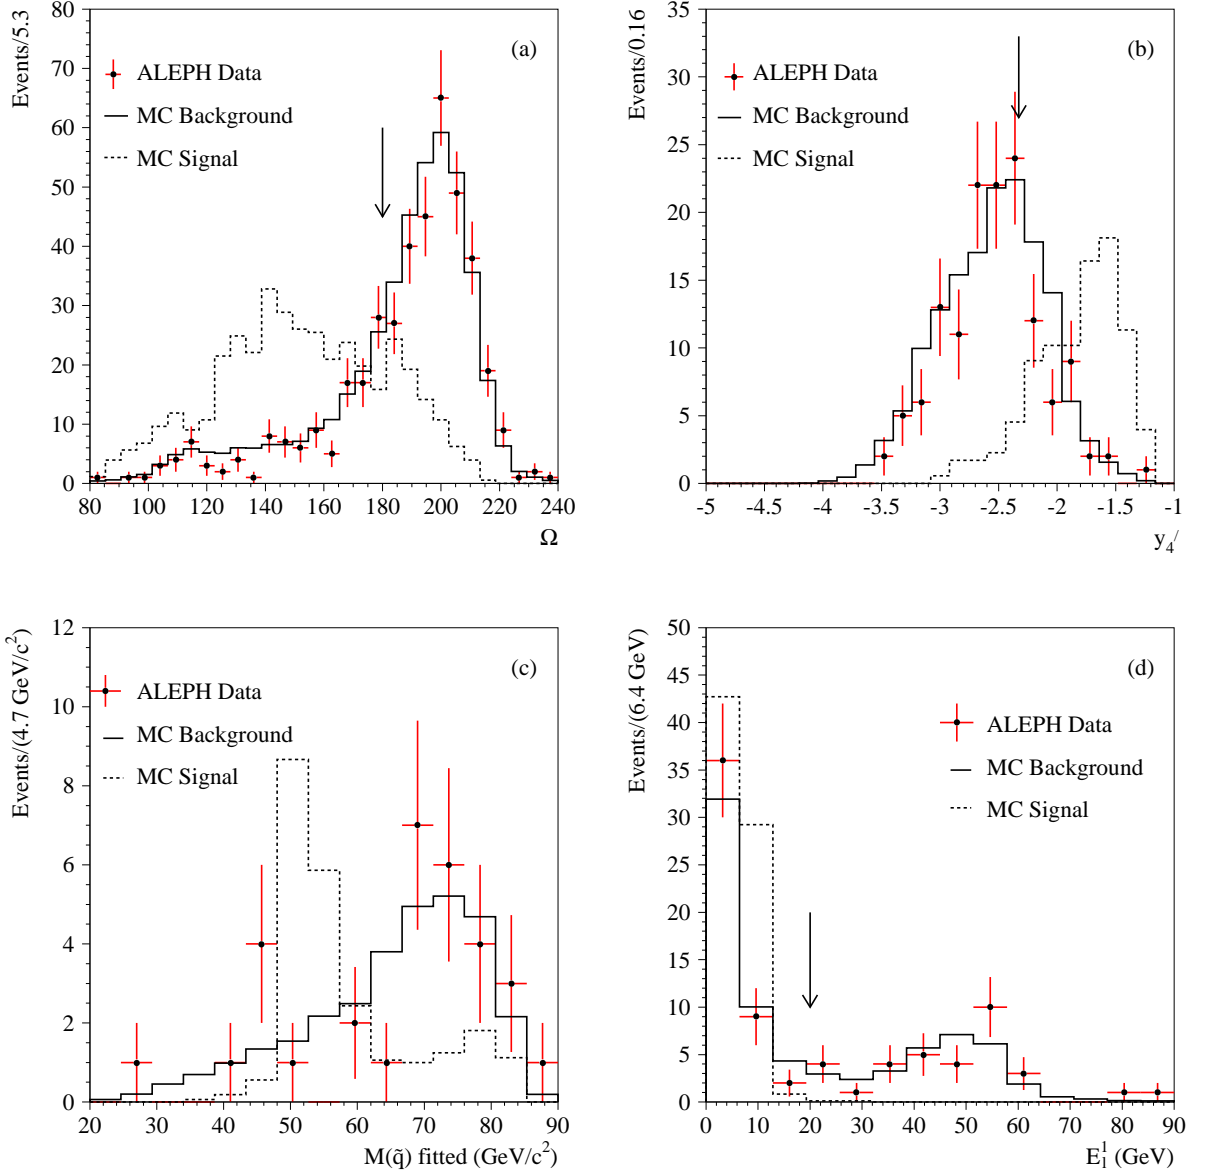 Events/5.3
80
70
60
50
40
30
20
10
0
(a)
ALEPH Data
MC Background
MC Signal
80 100 120 140 160 180 200 220 240
Ω
Events/0.16
35
30
25
20
15
10
5
0
(b)
ALEPH Data
MC Background
MC Signal
-5 -4.5 -4 -3.5 -3 -2.5 -2 -1.5 -1
y4/
Events/(4.7 GeV/c²)
12
10
8
6
4
2
0
(c)
ALEPH Data
MC Background
MC Signal
20 30 40 50 60 70 80 90
M(q̃) fitted (GeV/c²)
Events/(6.4 GeV)
50
45
40
35
30
25
20
15
10
5
0
(d)
ALEPH Data
MC Background
MC Signal
0 10 20 30 40 50 60 70 80 90
E_l^1 (GeV)